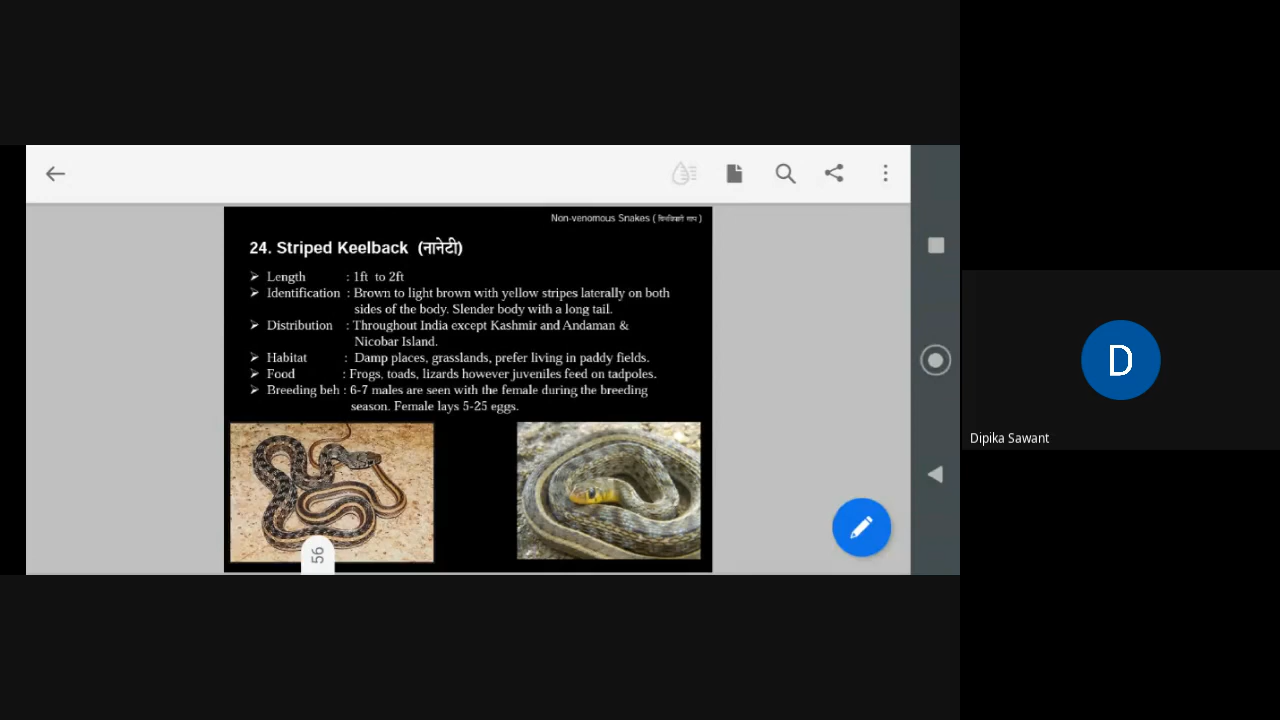 Non-venomous Snakes ( बिनविषारी साप )
24. Striped Keelback (नानेटी)
➢ Length : 1ft to 2ft
➢ Identification : Brown to light brown with yellow stripes laterally on both
sides of the body. Slender body with a long tail.
➢ Distribution : Throughout India except Kashmir and Andaman &
Nicobar Island.
➢ Habitat : Damp places, grasslands, prefer living in paddy fields.
➢ Food : Frogs, toads, lizards however juveniles feed on tadpoles.
➢ Breeding beh : 6-7 males are seen with the female during the breeding
season. Female lays 5-25 eggs.
56
D
Dipika Sawant